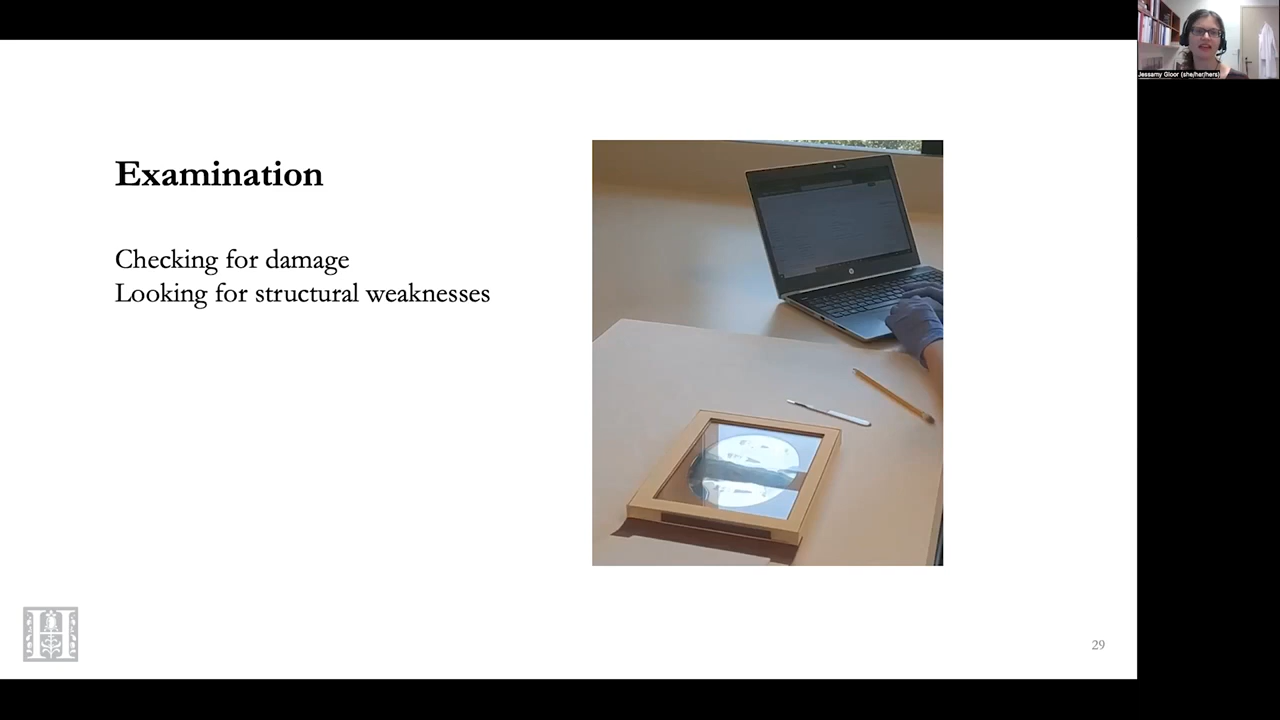 Examination
Checking for damage
Looking for structural weaknesses
H
29
Jessamy Gloor (she/her/hers)